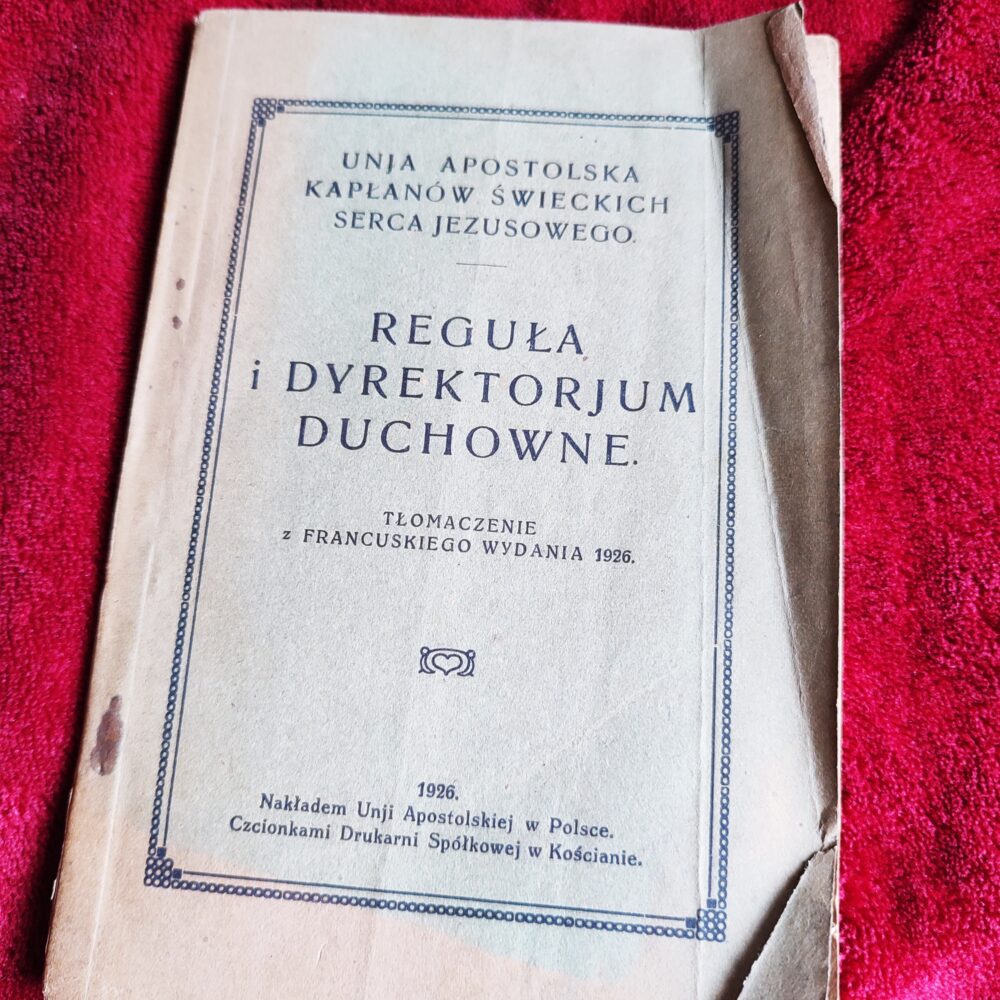 UNJA APOSTOLSKA
KAPŁANÓW ŚWIECKICH
SERCA JEZUSOWEGO.
REGUŁA
i DYREKTORJUM
DUCHOWNE.
TŁOMACZENIE
z FRANCUSKIEGO WYDANIA 1926.
1926.
Nakładem Unji Apostolskiej w Polsce.
Czcionkami Drukarni Spółkowej w Kościanie.